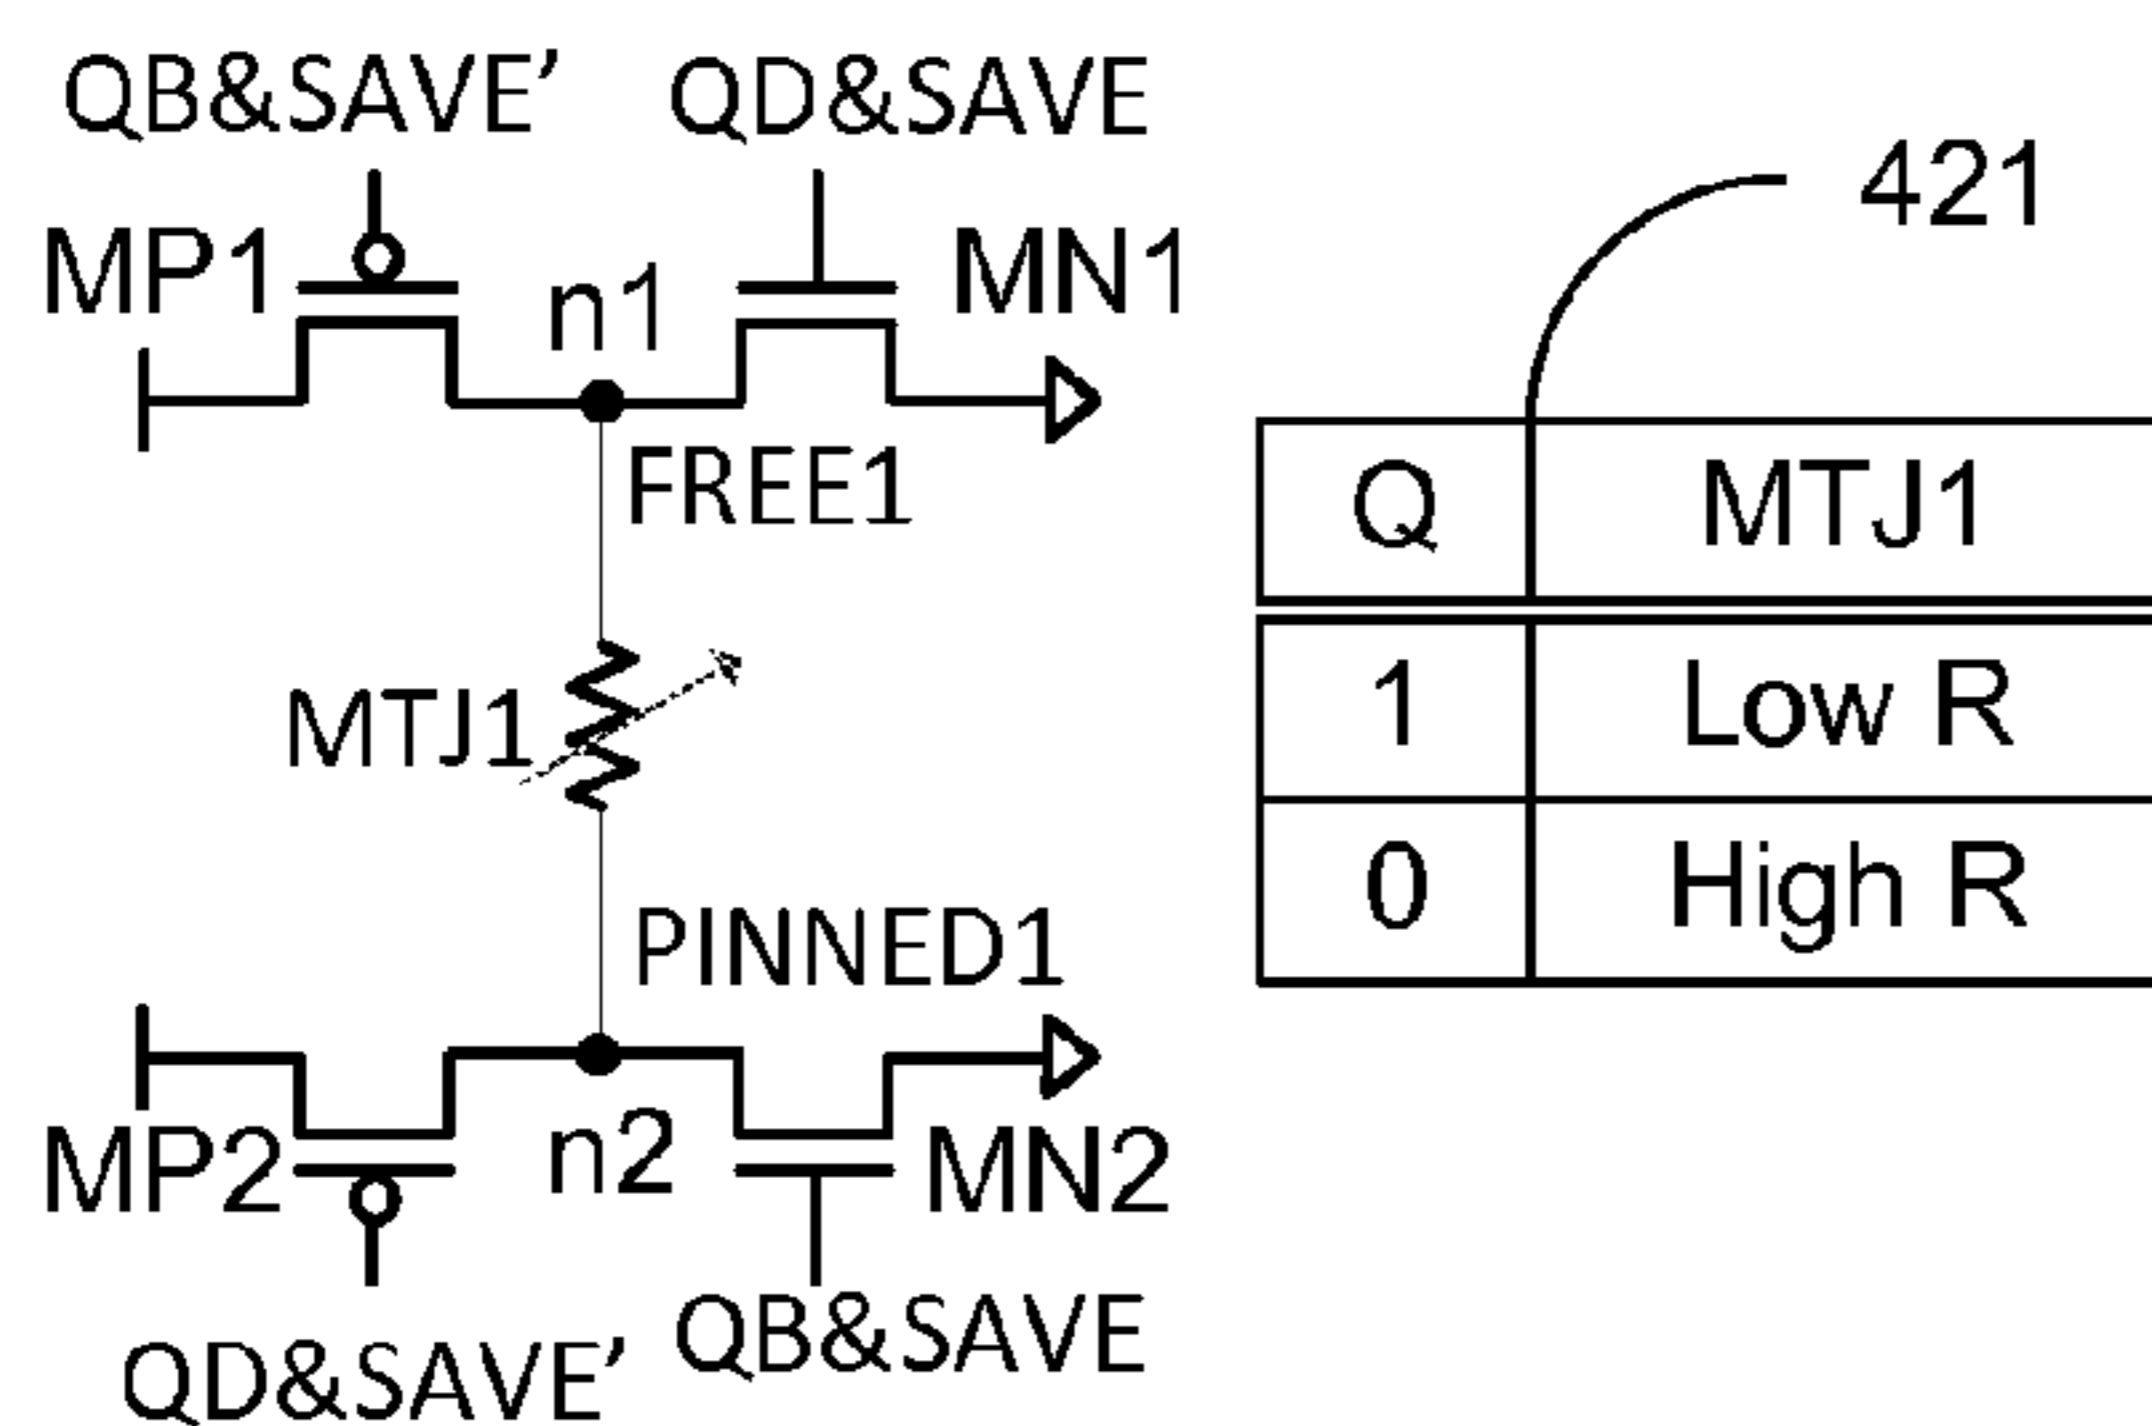 QB&SAVE’ QD&SAVE
421
MP1 n1 MN1
FREE1
Q MTJ1
1 Low R
0 High R
MTJ1
PINNED1
MP2 n2 MN2
QB&SAVE
QD&SAVE’